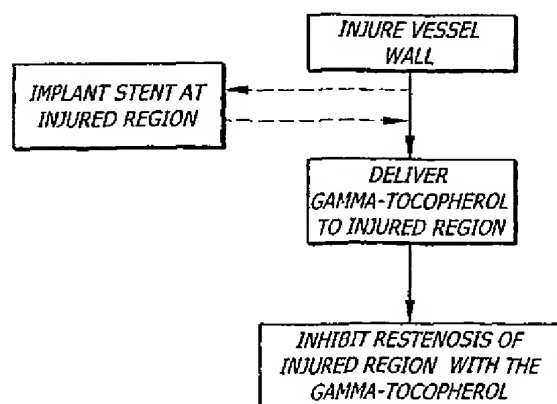 INJURE VESSEL
WALL
IMPLANT STENT AT
INJURED REGION
DELIVER
GAMMA-TOCOPHEROL
TO INJURED REGION
INHIBIT RESTENOSIS OF
INJURED REGION WITH THE
GAMMA-TOCOPHEROL